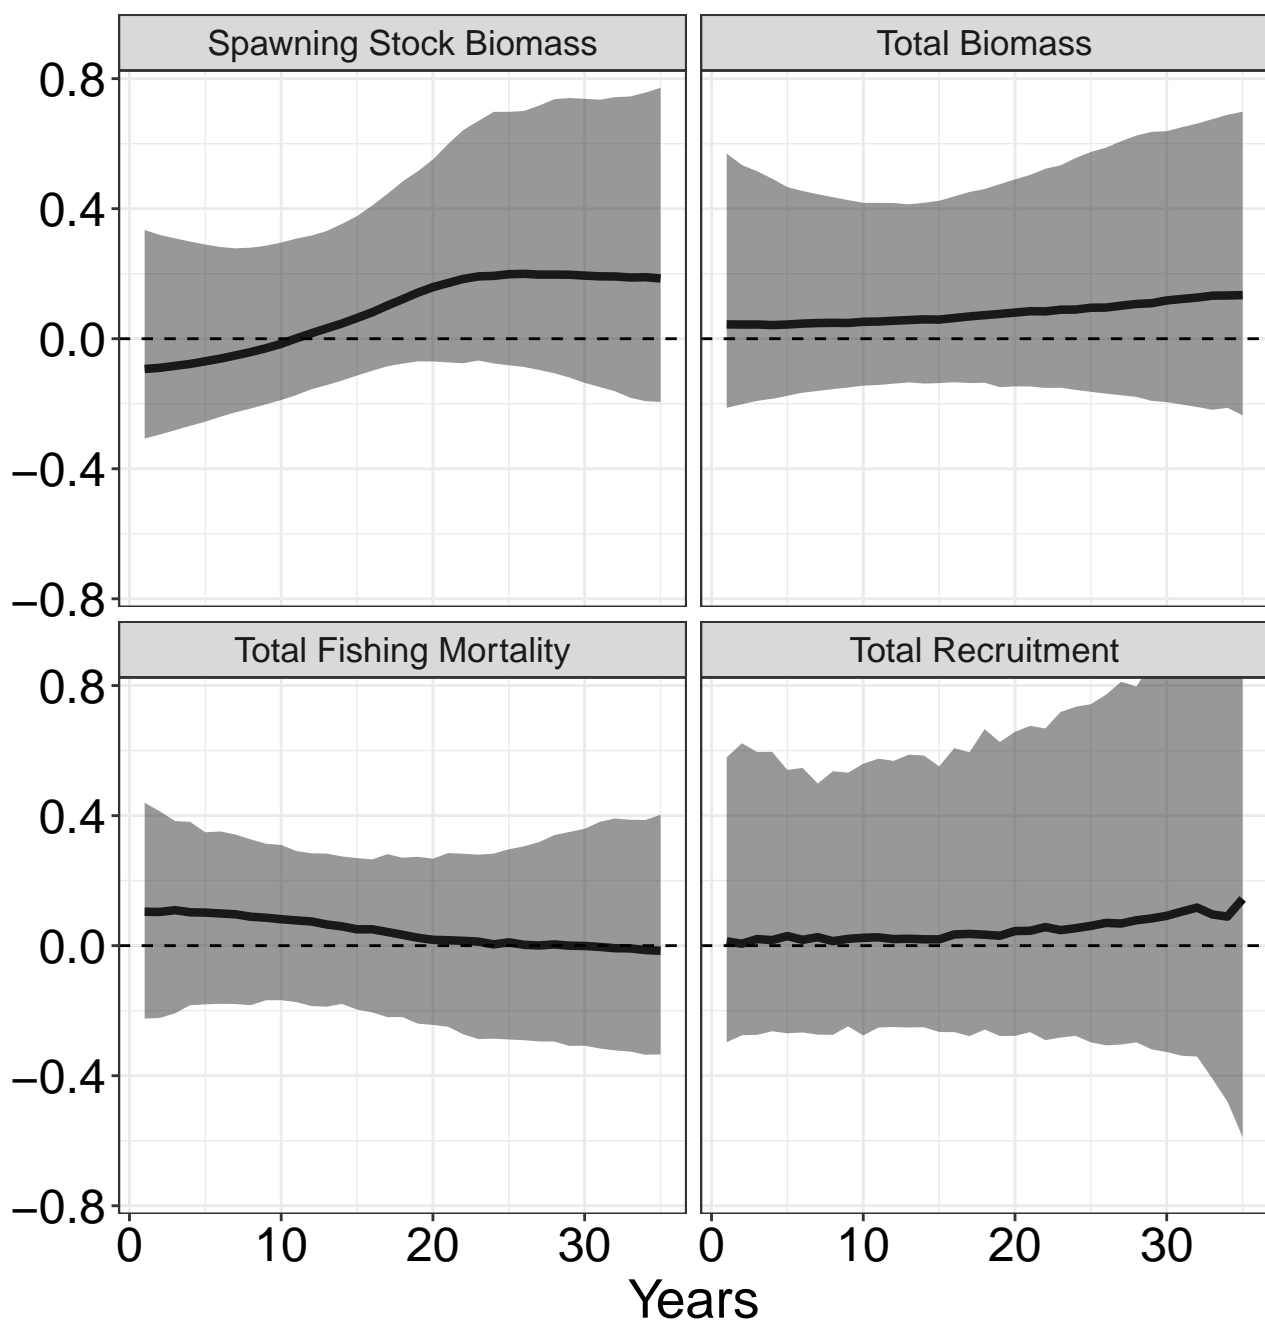 Spawning Stock Biomass
Total Biomass
0.8
0.4
0.0
−0.4
−0.8
Total Fishing Mortality
Total Recruitment
0.8
0.4
0.0
−0.4
−0.8
0 10 20 30
0 10 20 30
Years